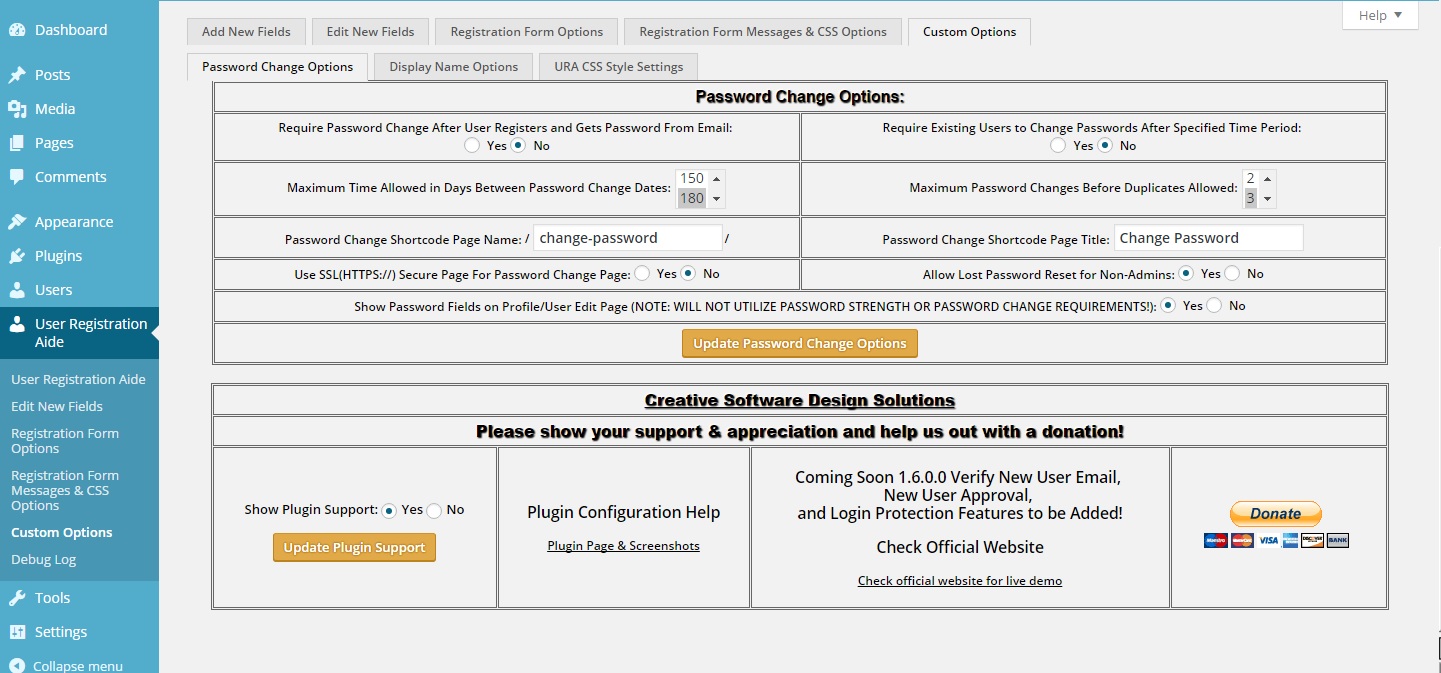 Dashboard
Posts
Media
Pages
Comments
Appearance
Plugins
Users
User Registration
Aide
User Registration Aide
Edit New Fields
Registration Form
Options
Registration Form
Messages & CSS
Options
Custom Options
Debug Log
Tools
Settings
Collapse menu
Help
Add New Fields
Edit New Fields
Registration Form Options
Registration Form Messages & CSS Options
Custom Options
Password Change Options
Display Name Options
URA CSS Style Settings
Password Change Options:
Require Password Change After User Registers and Gets Password From Email:
Yes No
Require Existing Users to Change Passwords After Specified Time Period:
Yes No
Maximum Time Allowed in Days Between Password Change Dates: 150
180
Maximum Password Changes Before Duplicates Allowed: 2
3
Password Change Shortcode Page Name: / change-password /
Password Change Shortcode Page Title: Change Password
Use SSL(HTTPS://) Secure Page For Password Change Page: Yes No
Allow Lost Password Reset for Non-Admins: Yes No
Show Password Fields on Profile/User Edit Page (NOTE: WILL NOT UTILIZE PASSWORD STRENGTH OR PASSWORD CHANGE REQUIREMENTS!): Yes No
Update Password Change Options
Creative Software Design Solutions
Please show your support & appreciation and help us out with a donation!
Show Plugin Support: Yes No
Update Plugin Support
Plugin Configuration Help
Plugin Page & Screenshots
Coming Soon 1.6.0.0 Verify New User Email,
New User Approval,
and Login Protection Features to be Added!
Check Official Website
Check official website for live demo
Donate
Maestro VISA DISCOVER BANK